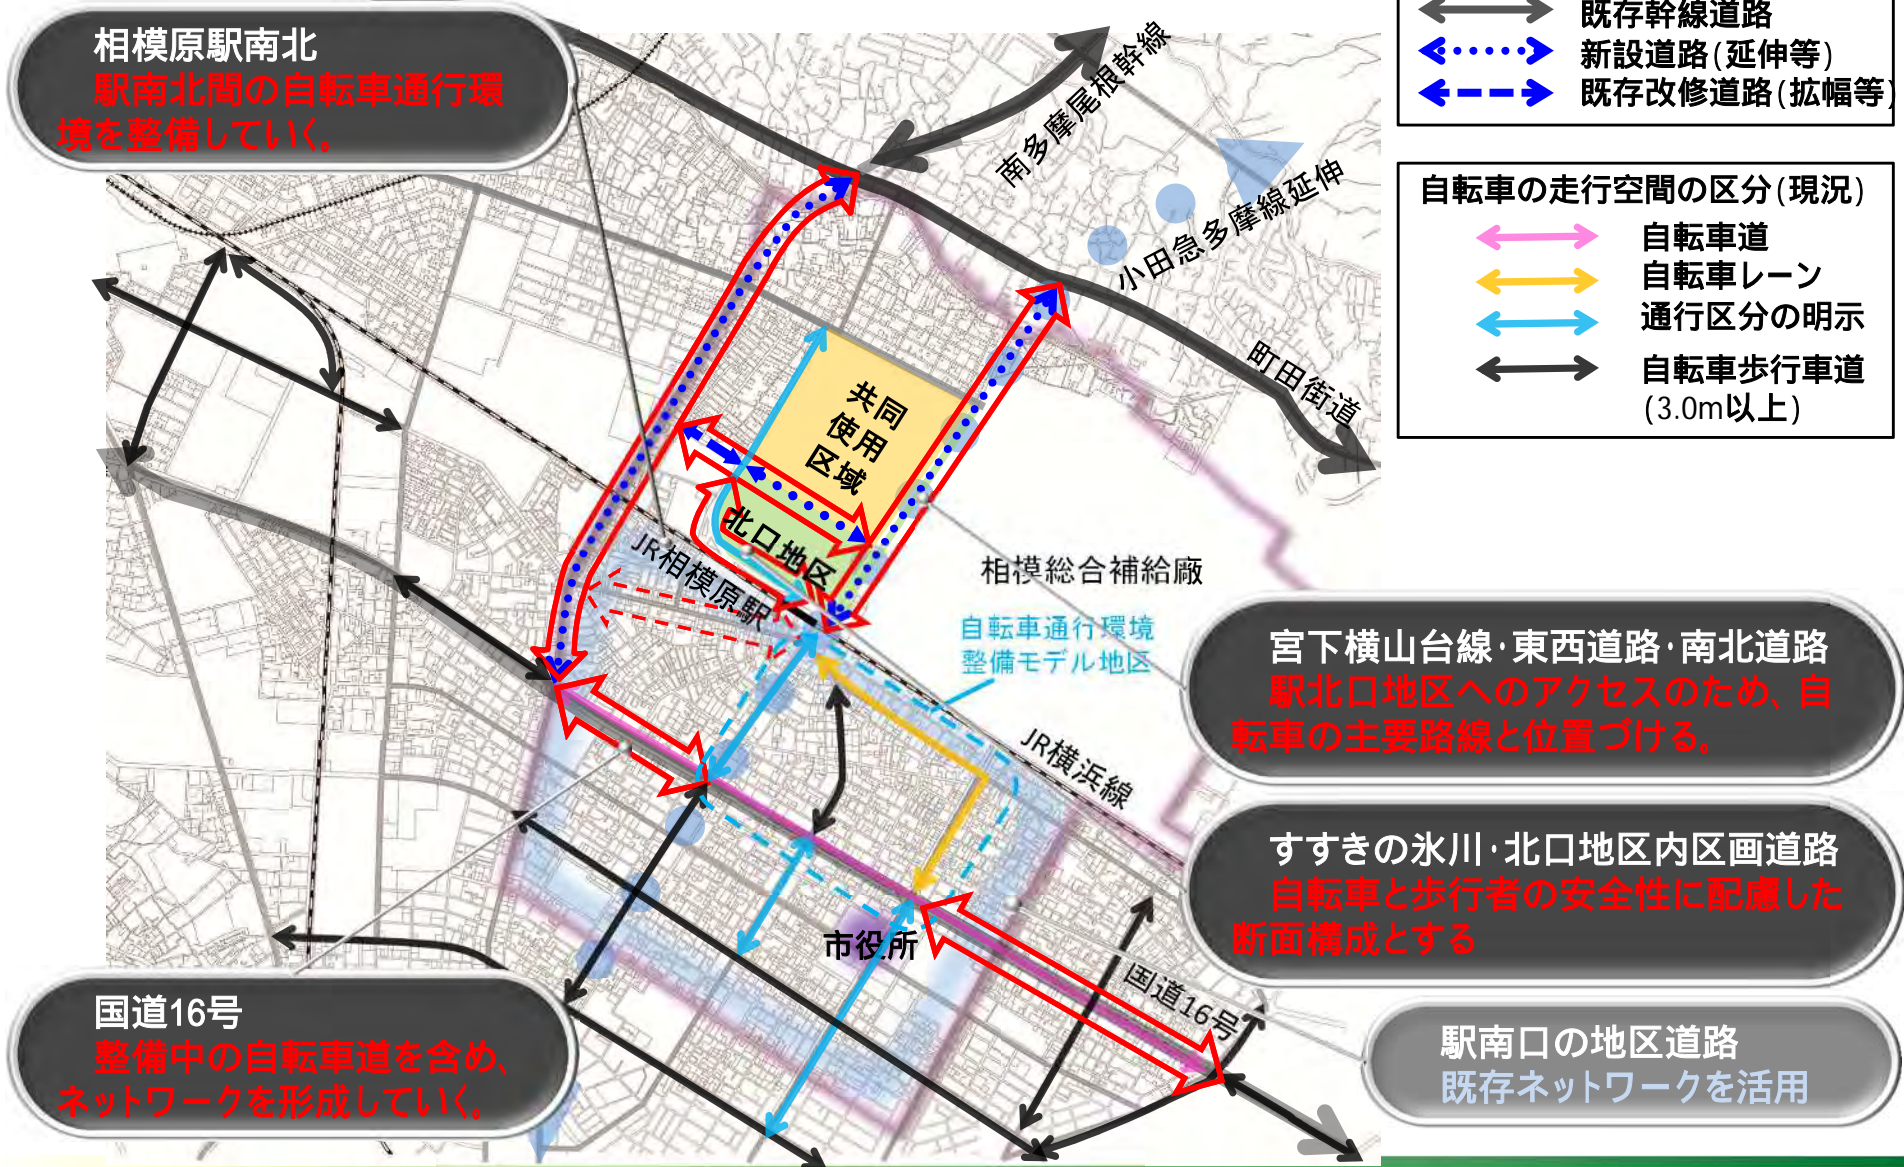 相模原駅南北
駅南北間の自転車通行環
境を整備していく。
既存幹線道路
新設道路(延伸等)
既存改修道路(拡幅等)
自転車の走行空間の区分(現況)
自転車道
自転車レーン
通行区分の明示
自転車歩行車道
(3.0m以上)
南多摩尾根幹線
小田急多摩線延伸
町田街道
共同
使用
区域
北口地区
JR相模原駅
相模総合補給廠
自転車通行環境
整備モデル地区
JR横浜線
宮下横山台線・東西道路・南北道路
駅北口地区へのアクセスのため、自
転車の主要路線と位置づける。
すすきの氷川・北口地区内区画道路
自転車と歩行者の安全性に配慮した
断面構成とする
市役所
国道16号
国道16号
整備中の自転車道を含め、
ネットワークを形成していく。
駅南口の地区道路
既存ネットワークを活用